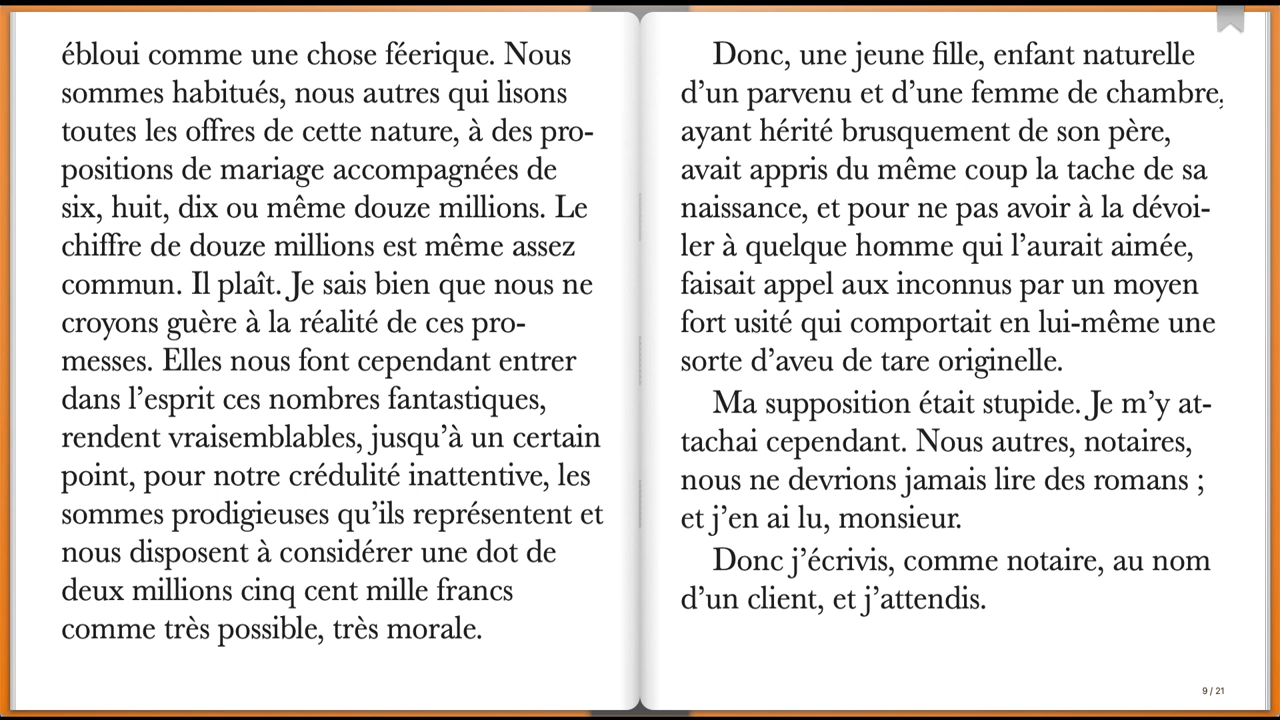 ébloui comme une chose féerique. Nous
sommes habitués, nous autres qui lisons
toutes les offres de cette nature, à des pro-
positions de mariage accompagnées de
six, huit, dix ou même douze millions. Le
chiffre de douze millions est même assez
commun. Il plaît. Je sais bien que nous ne
croyons guère à la réalité de ces pro-
messes. Elles nous font cependant entrer
dans l’esprit ces nombres fantastiques,
rendent vraisemblables, jusqu’à un certain
point, pour notre crédulité inattentive, les
sommes prodigieuses qu’ils représentent et
nous disposent à considérer une dot de
deux millions cinq cent mille francs
comme très possible, très morale.
Donc, une jeune fille, enfant naturelle
d’un parvenu et d’une femme de chambre,
ayant hérité brusquement de son père,
avait appris du même coup la tache de sa
naissance, et pour ne pas avoir à la dévoi-
ler à quelque homme qui l’aurait aimée,
faisait appel aux inconnus par un moyen
fort usité qui comportait en lui-même une
sorte d’aveu de tare originelle.
Ma supposition était stupide. Je m’y at-
tachai cependant. Nous autres, notaires,
nous ne devrions jamais lire des romans ;
et j’en ai lu, monsieur.
Donc j’écrivis, comme notaire, au nom
d’un client, et j’attendis.
9 / 21